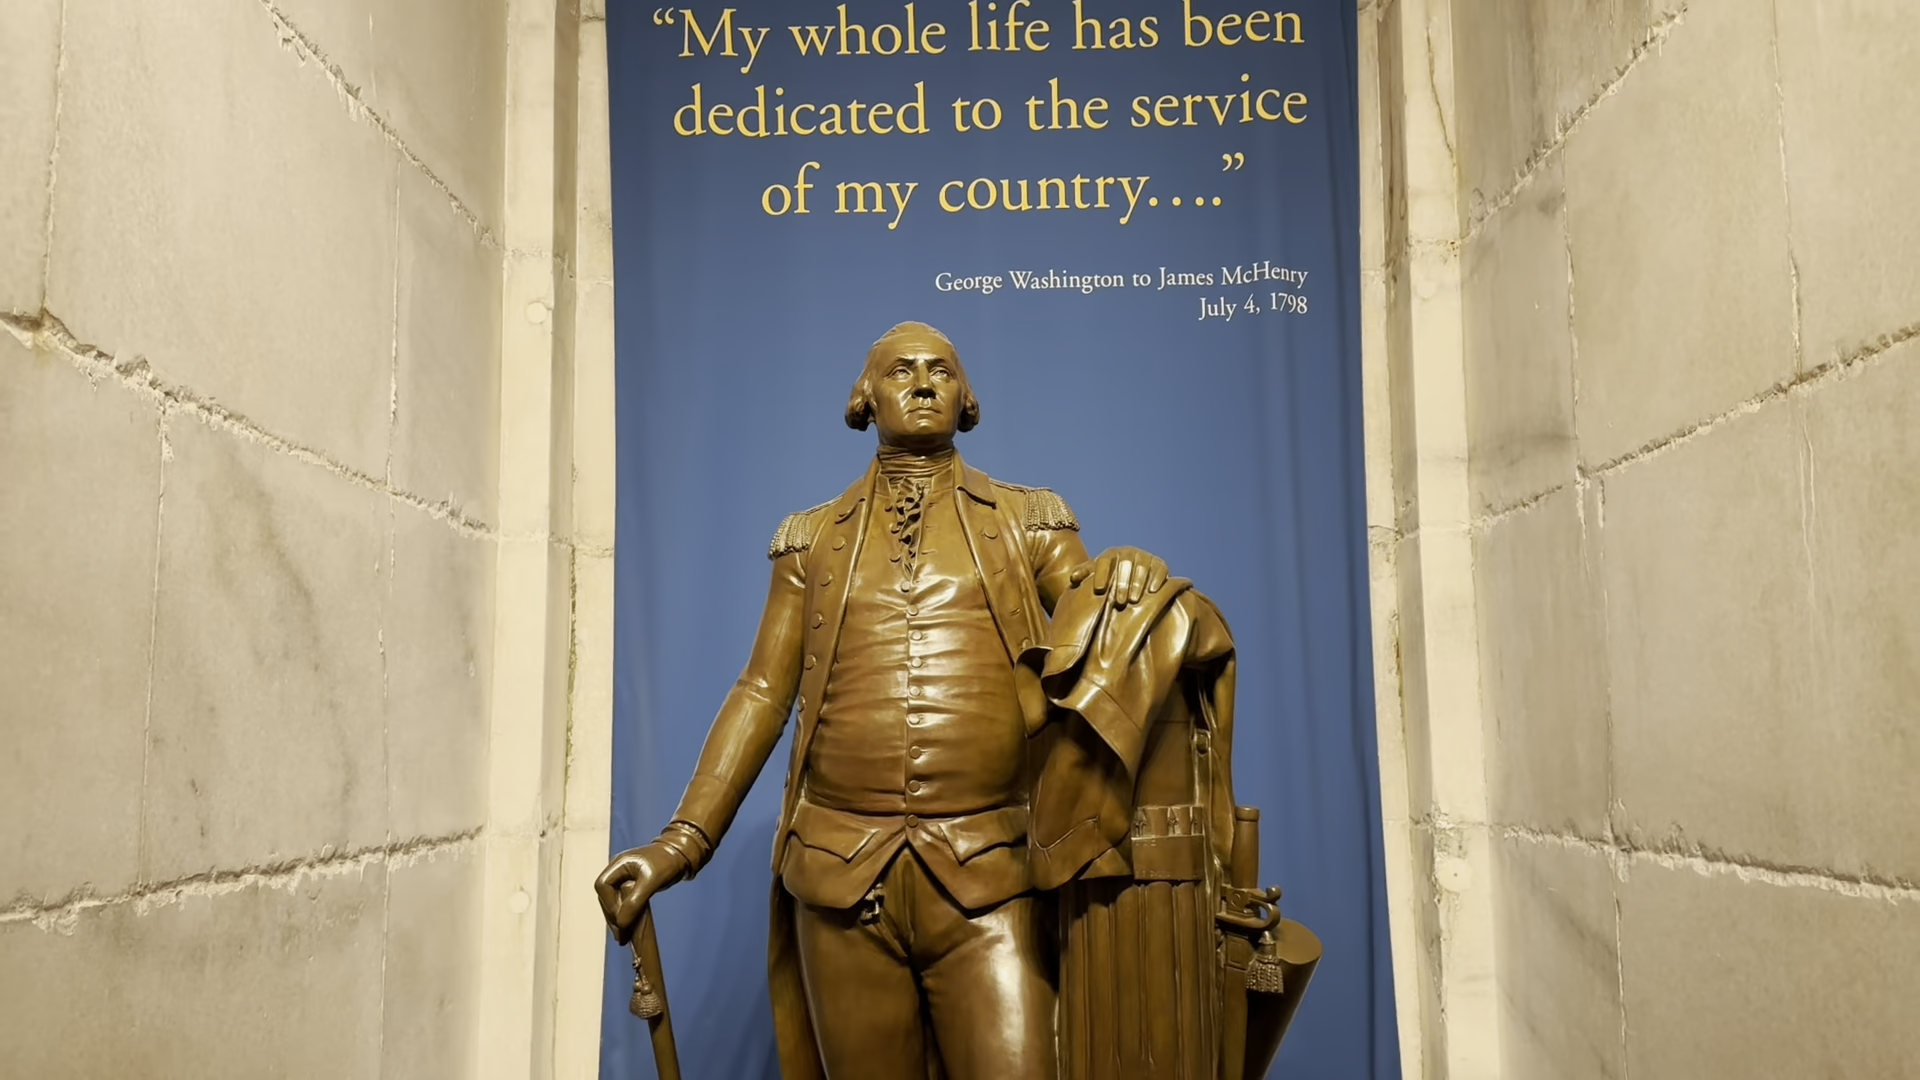 “My whole life has been
dedicated to the service
of my country....”
George Washington to James McHenry
July 4, 1798